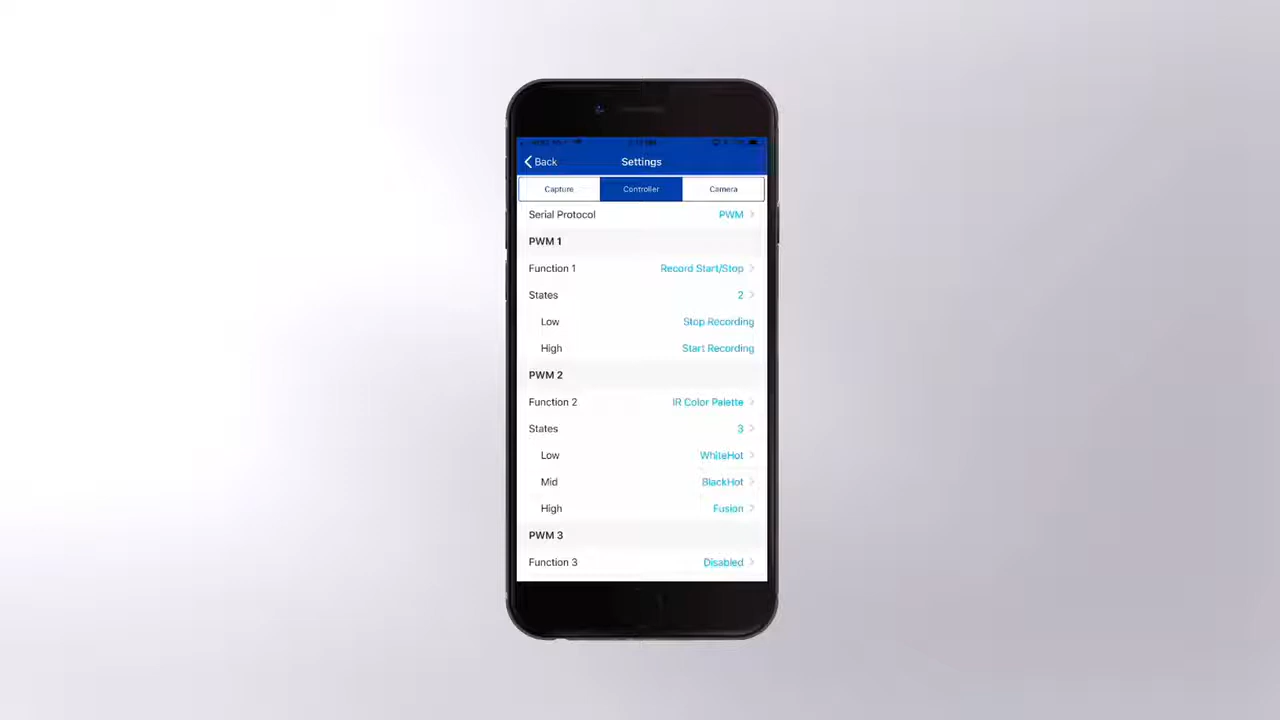 Back Settings
Capture Controller Camera
Serial Protocol PWM
PWM 1
Function 1 Record Start/Stop
States 2
Low Stop Recording
High Start Recording
PWM 2
Function 2 IR Color Palette
States 3
Low WhiteHot
Mid BlackHot
High Fusion
PWM 3
Function 3 Disabled